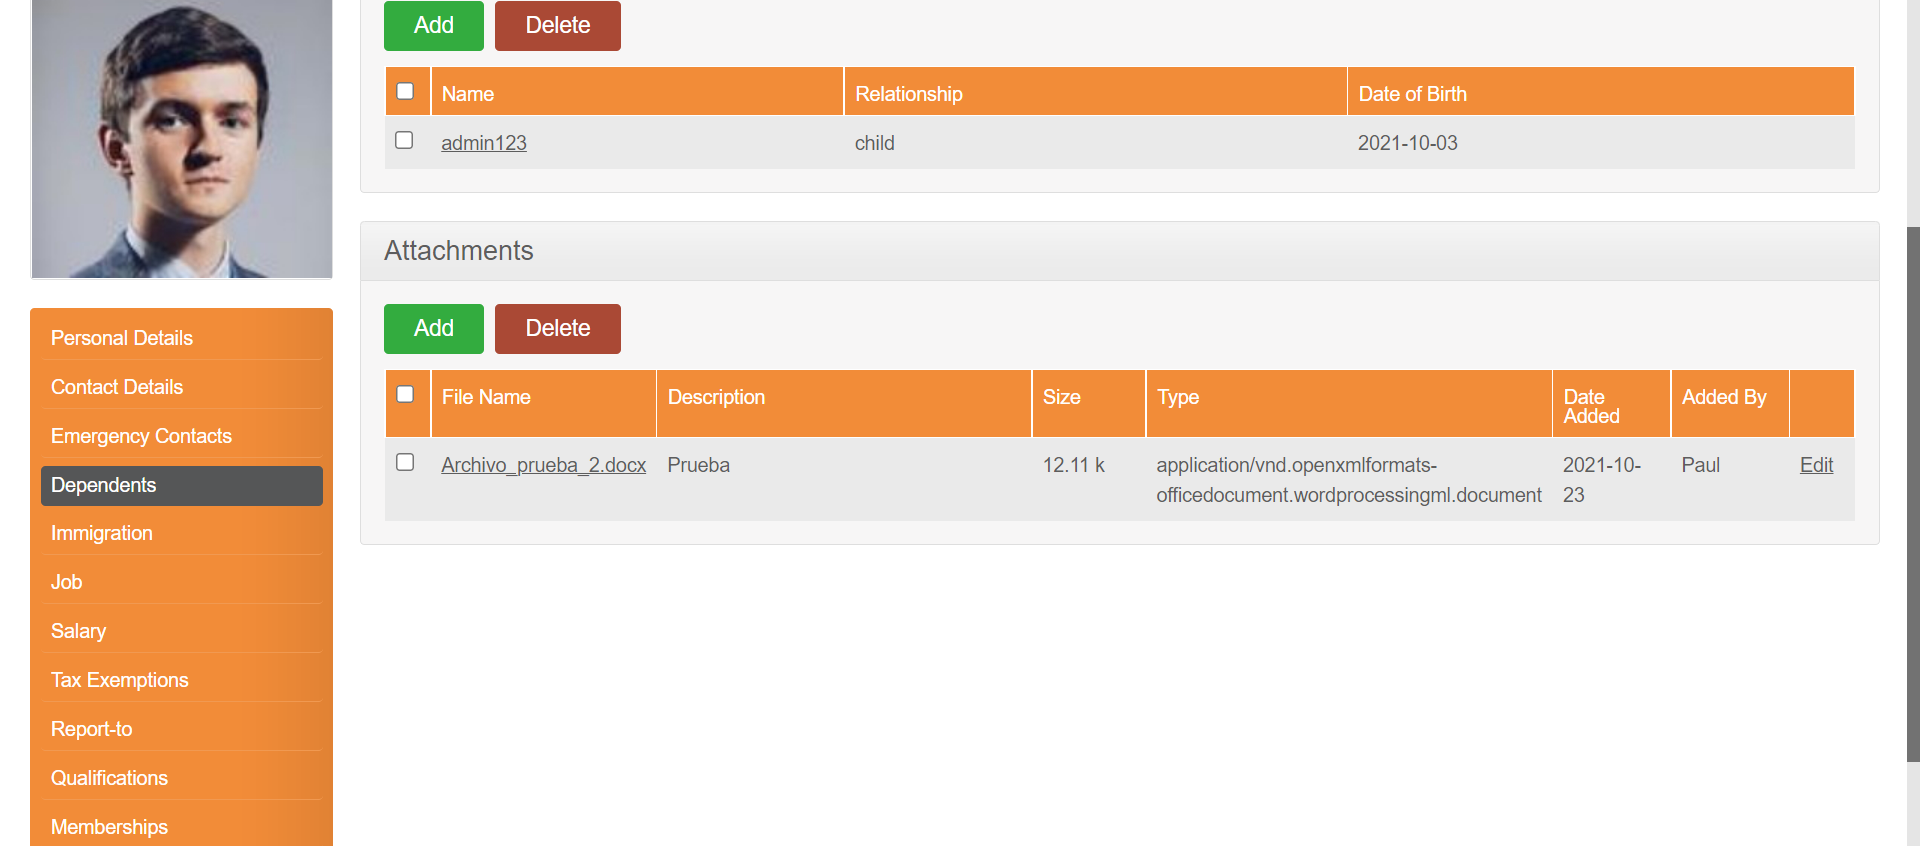 Add Delete
Name Relationship Date of Birth
admin123 child 2021-10-03
Attachments
Add Delete
File Name Description Size Type Date Added Added By
Archivo_prueba_2.docx Prueba 12.11 k application/vnd.openxmlformats-officedocument.wordprocessingml.document 2021-10-23 Paul Edit
Personal Details
Contact Details
Emergency Contacts
Dependents
Immigration
Job
Salary
Tax Exemptions
Report-to
Qualifications
Memberships